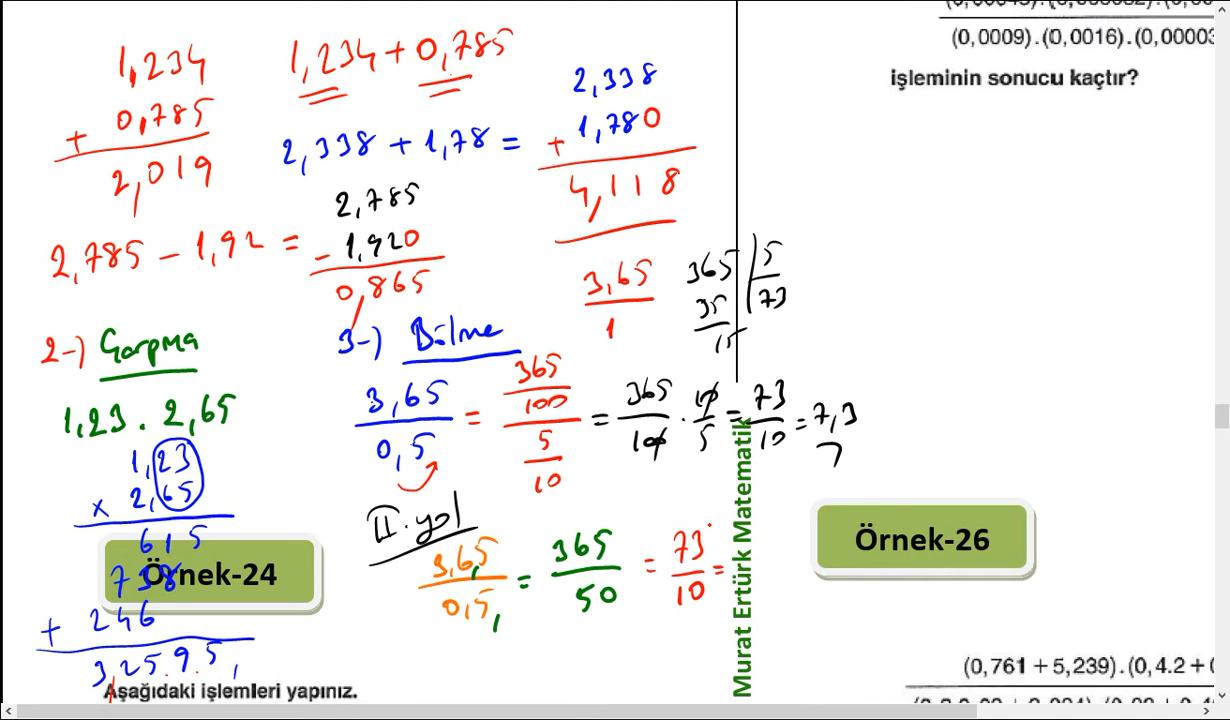 1,234
+ 0,785
2,019
1,234 + 0,785
2,338 + 1,78 =
2,338
+ 1,780
4,118
2,785 - 1,92 =
2,785
- 1,920
0,865
3,65
1
365 | 5
35 73
15
2-) Çarpma
1,23 . 2,65
1,23
x 2,65
615
738
+ 246
3,25.9.5,
3-) Bölme
3,65 / 0,5 = 365/100 / 5/10 = 365/100 . 10/5 = 73/10 = 7,3
II. yol
3,65, / 0,5, = 365/50 = 73/10 =
Örnek-24
Aşağıdaki işlemleri yapınız.
Murat Ertürk Matematik
(0,0009).(0,0016).(0,00003
işleminin sonucu kaçtır?
Örnek-26
(0,761 + 5,239).(0,4.2 +